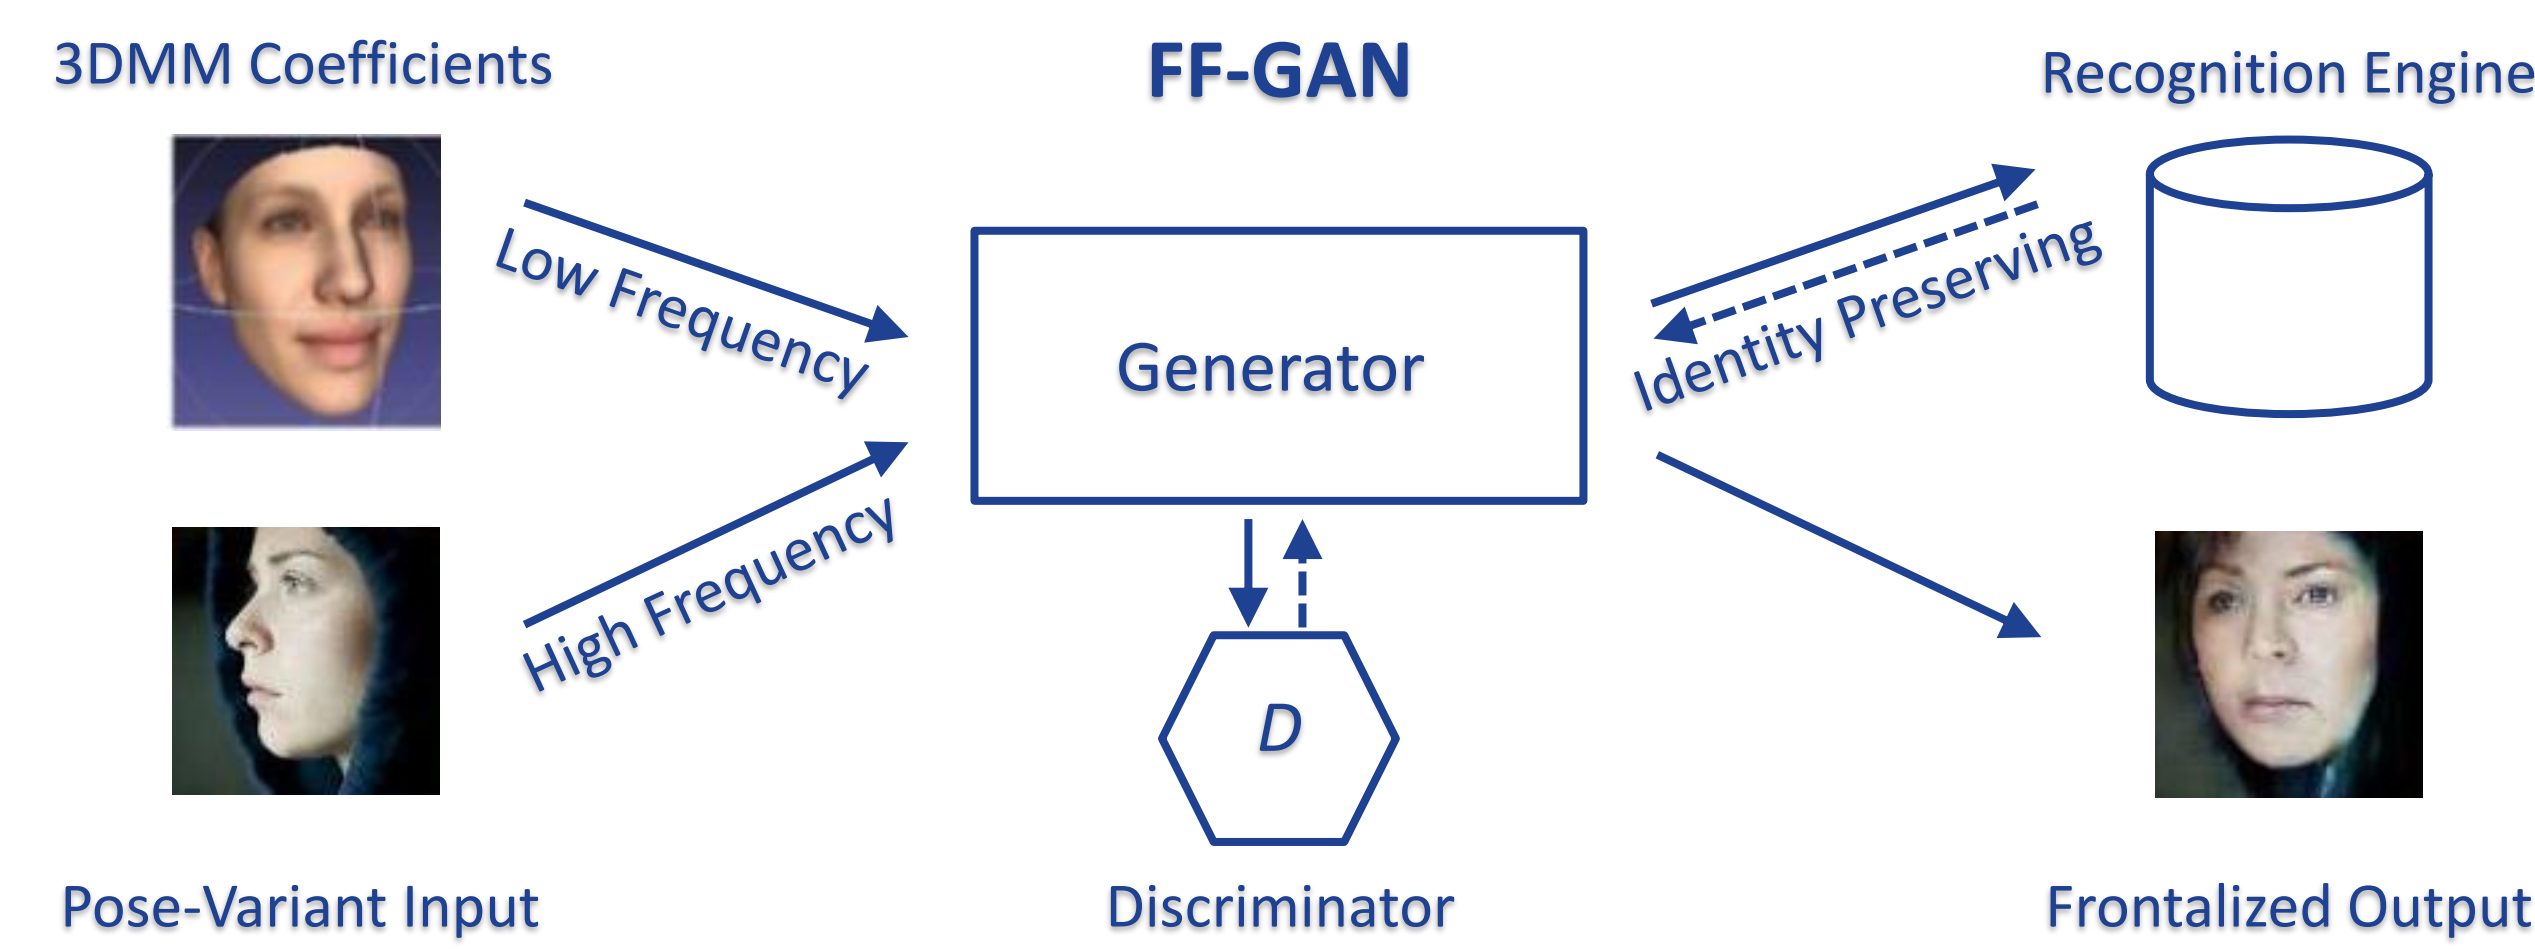 3DMM Coefficients
FF-GAN
Recognition Engine
Low Frequency
Generator
Identity Preserving
High Frequency
D
Pose-Variant Input
Discriminator
Frontalized Output